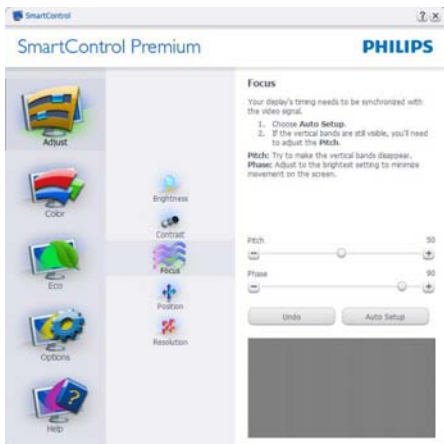 SmartControl
SmartControl Premium
PHILIPS
Adjust
Color
Eco
Options
Help
Brightness
Contrast
Focus
Position
Resolution
Focus
Your display's timing needs to be synchronized with
the video signal.
1. Choose Auto Setup.
2. If the vertical bands are still visible, you'll need
to adjust the Pitch.
Pitch: Try to make the vertical bands disappear.
Phase: Adjust to the brightest setting to minimize
movement on the screen.
Pitch 50
Phase 90
Undo Auto Setup